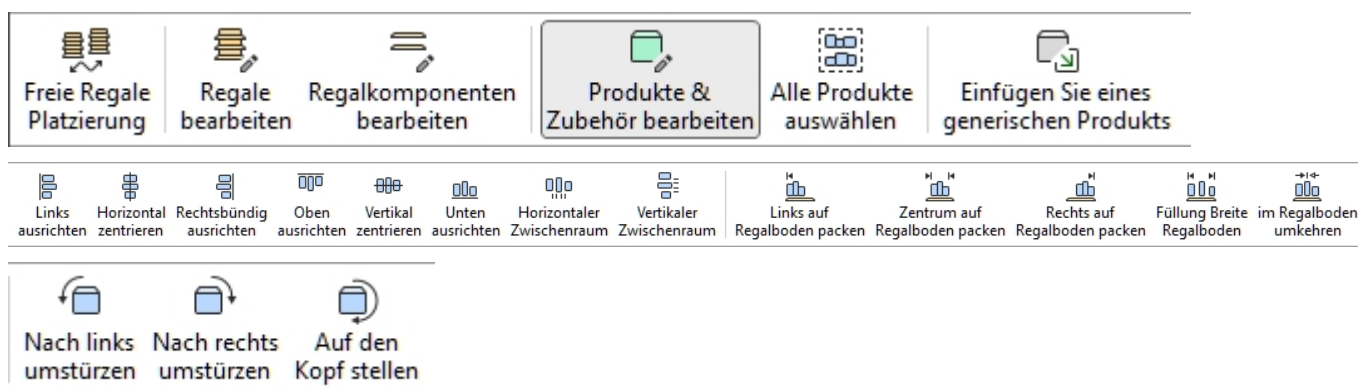 Freie Regale Platzierung
Regale bearbeiten
Regalkomponenten bearbeiten
Produkte & Zubehör bearbeiten
Alle Produkte auswählen
Einfügen Sie eines generischen Produkts
Links ausrichten
Horizontal zentrieren
Rechtsbündig ausrichten
Oben ausrichten
Vertikal zentrieren
Unten ausrichten
Horizontaler Zwischenraum
Vertikaler Zwischenraum
Links auf Regalboden packen
Zentrum auf Regalboden packen
Rechts auf Regalboden packen
Füllung Breite Regalboden
im Regalboden umkehren
Nach links umstürzen
Nach rechts umstürzen
Auf den Kopf stellen